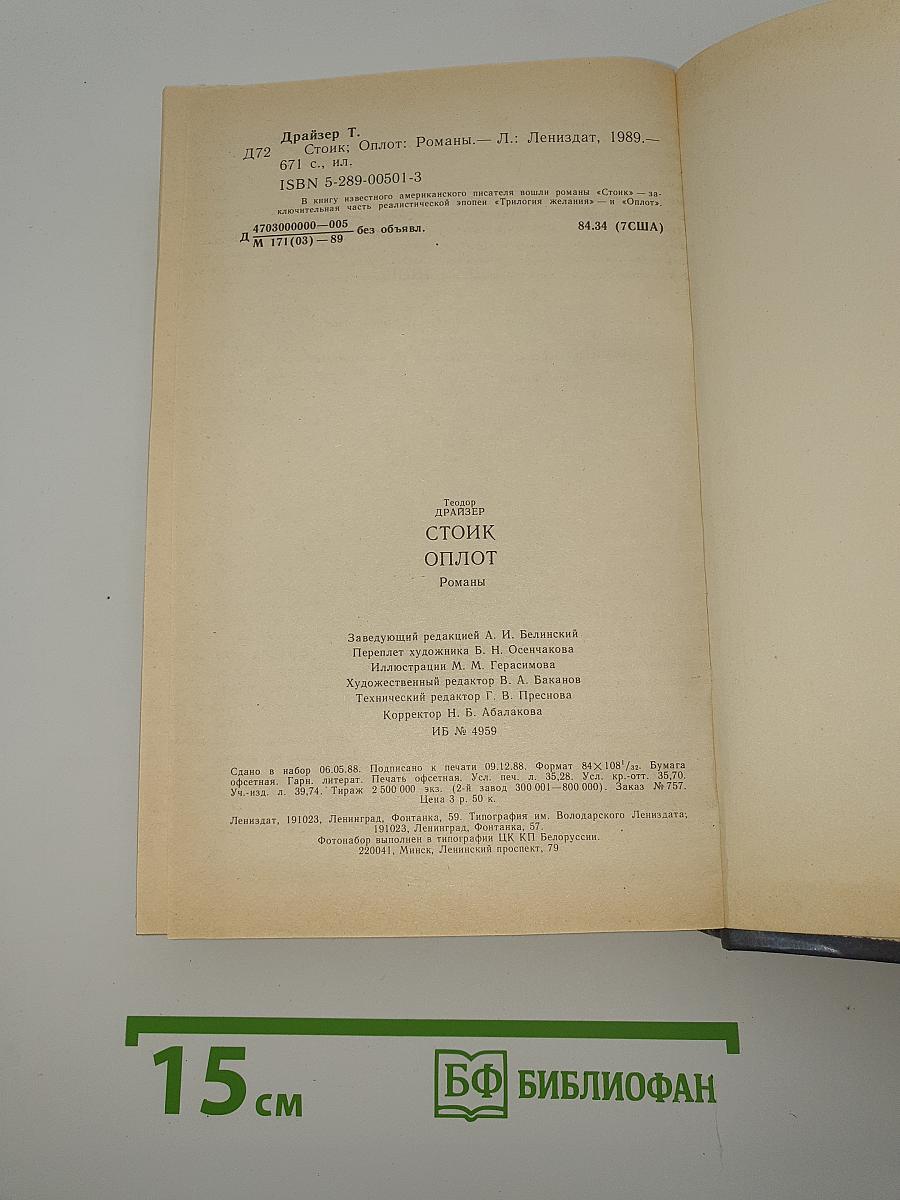 Драйзер Т.
Д72 Стоик; Оплот: Романы.— Л.: Лениздат, 1989.—
671 с., ил.
ISBN 5-289-00501-3
В книгу известного американского писателя вошли романы «Стоик» — за-
ключительная часть реалистической эпопеи «Трилогия желания» — и «Оплот».
Д 4703000000—005 без объявл. 84.34 (7США)
М 171(03)—89
Теодор
ДРАЙЗЕР
СТОИК
ОПЛОТ
Романы
Заведующий редакцией А. И. Белинский
Переплет художника Б. Н. Осенчакова
Иллюстрации М. М. Герасимова
Художественный редактор В. А. Баканов
Технический редактор Г. В. Преснова
Корректор Н. Б. Абалакова
ИБ № 4959
Сдано в набор 06.05.88. Подписано к печати 09.12.88. Формат 84×108¹/₃₂. Бумага
офсетная. Гарн. литерат. Печать офсетная. Усл. печ. л. 35,28. Усл. кр.-отт. 35,70.
Уч.-изд. л. 39,74. Тираж 2 500 000 экз. (2-й завод 300 001—800 000). Заказ № 757.
Цена 3 р. 50 к.
Лениздат, 191023, Ленинград, Фонтанка, 59. Типография им. Володарского Лениздата,
191023, Ленинград, Фонтанка, 57.
Фотонабор выполнен в типографии ЦК КП Белоруссии.
220041, Минск, Ленинский проспект, 79
15 см
БФ БИБЛИОФАН